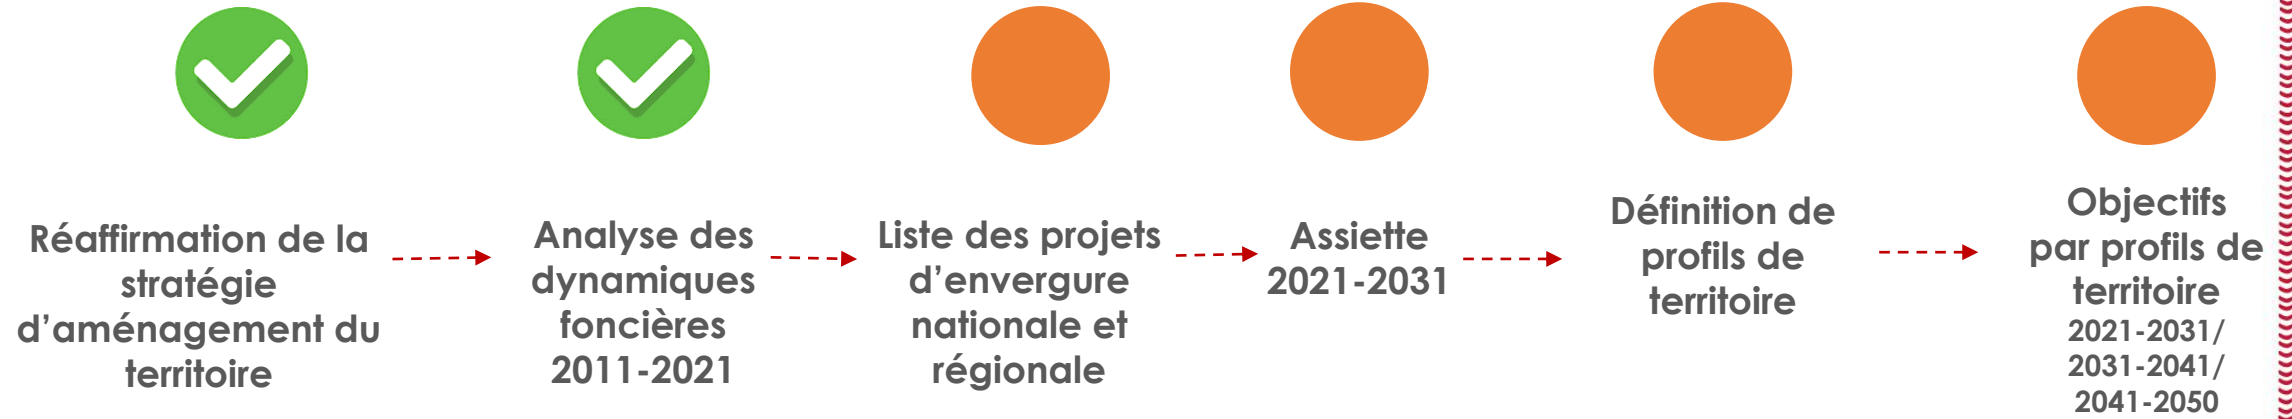 Réaffirmation de la
stratégie
d’aménagement du
territoire
Analyse des
dynamiques
foncières
2011-2021
Liste des projets
d’envergure
nationale et
régionale
Assiette
2021-2031
Définition de
profils de
territoire
Objectifs
par profils de
territoire
2021-2031/
2031-2041/
2041-2050